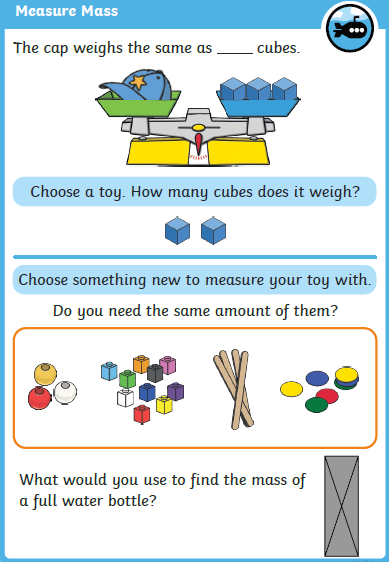 Measure Mass
The cap weighs the same as ____ cubes.
Choose a toy. How many cubes does it weigh?
Choose something new to measure your toy with.
Do you need the same amount of them?
What would you use to find the mass of
a full water bottle?